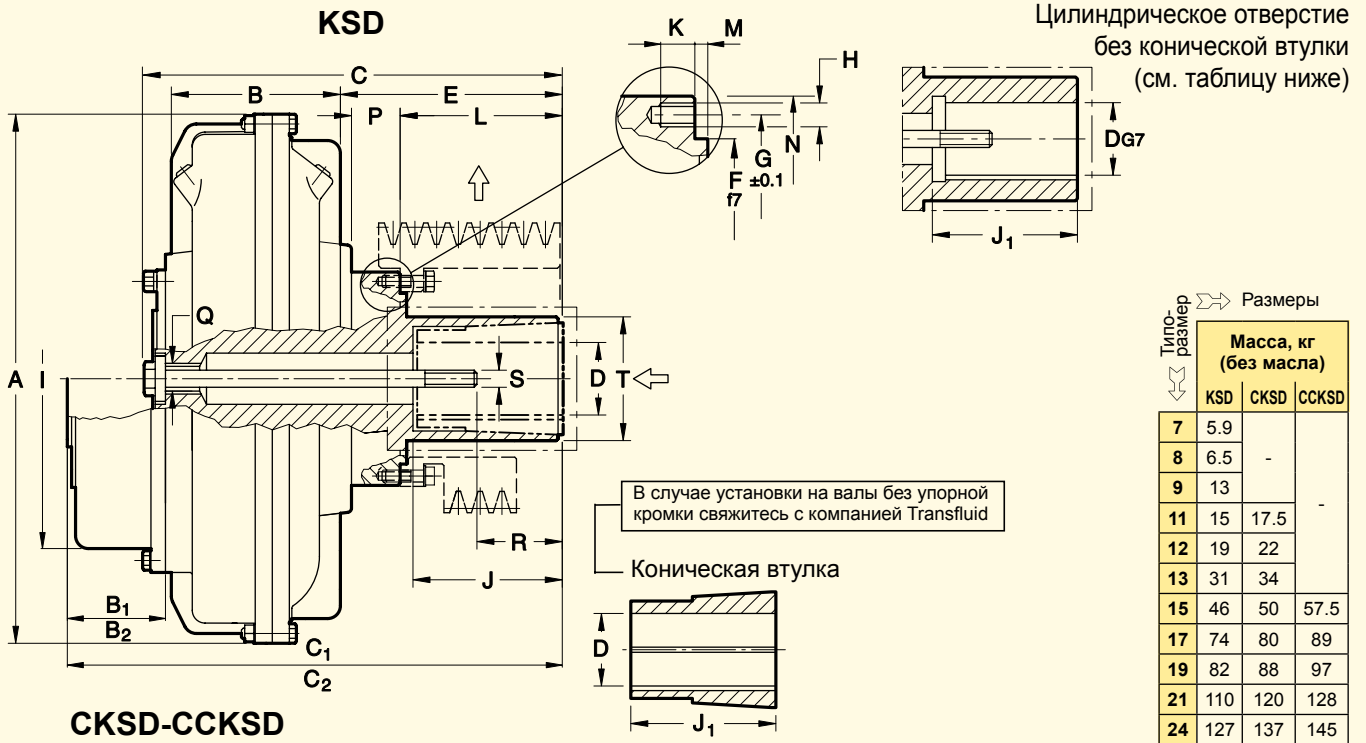 KSD
Цилиндрическое отверстие
без конической втулки
(см. таблицу ниже)
C
B
E
P
L
K
M
H
N
G
±0.1
F
f7
DG7
J1
A
I
Q
S
D
T
R
J
B1
B2
C1
C2
В случае установки на валы без упорной
кромки свяжитесь с компанией Transfluid
Коническая втулка
D
J1
CKSD-CCKSD
Типо-
размер
Размеры
Масса, кг
(без масла)
KSD CKSD CCKSD
7 5.9 - -
8 6.5
9 13
11 15 17.5
12 19 22
13 31 34
15 46 50 57.5
17 74 80 89
19 82 88 97
21 110 120 128
24 127 137 145